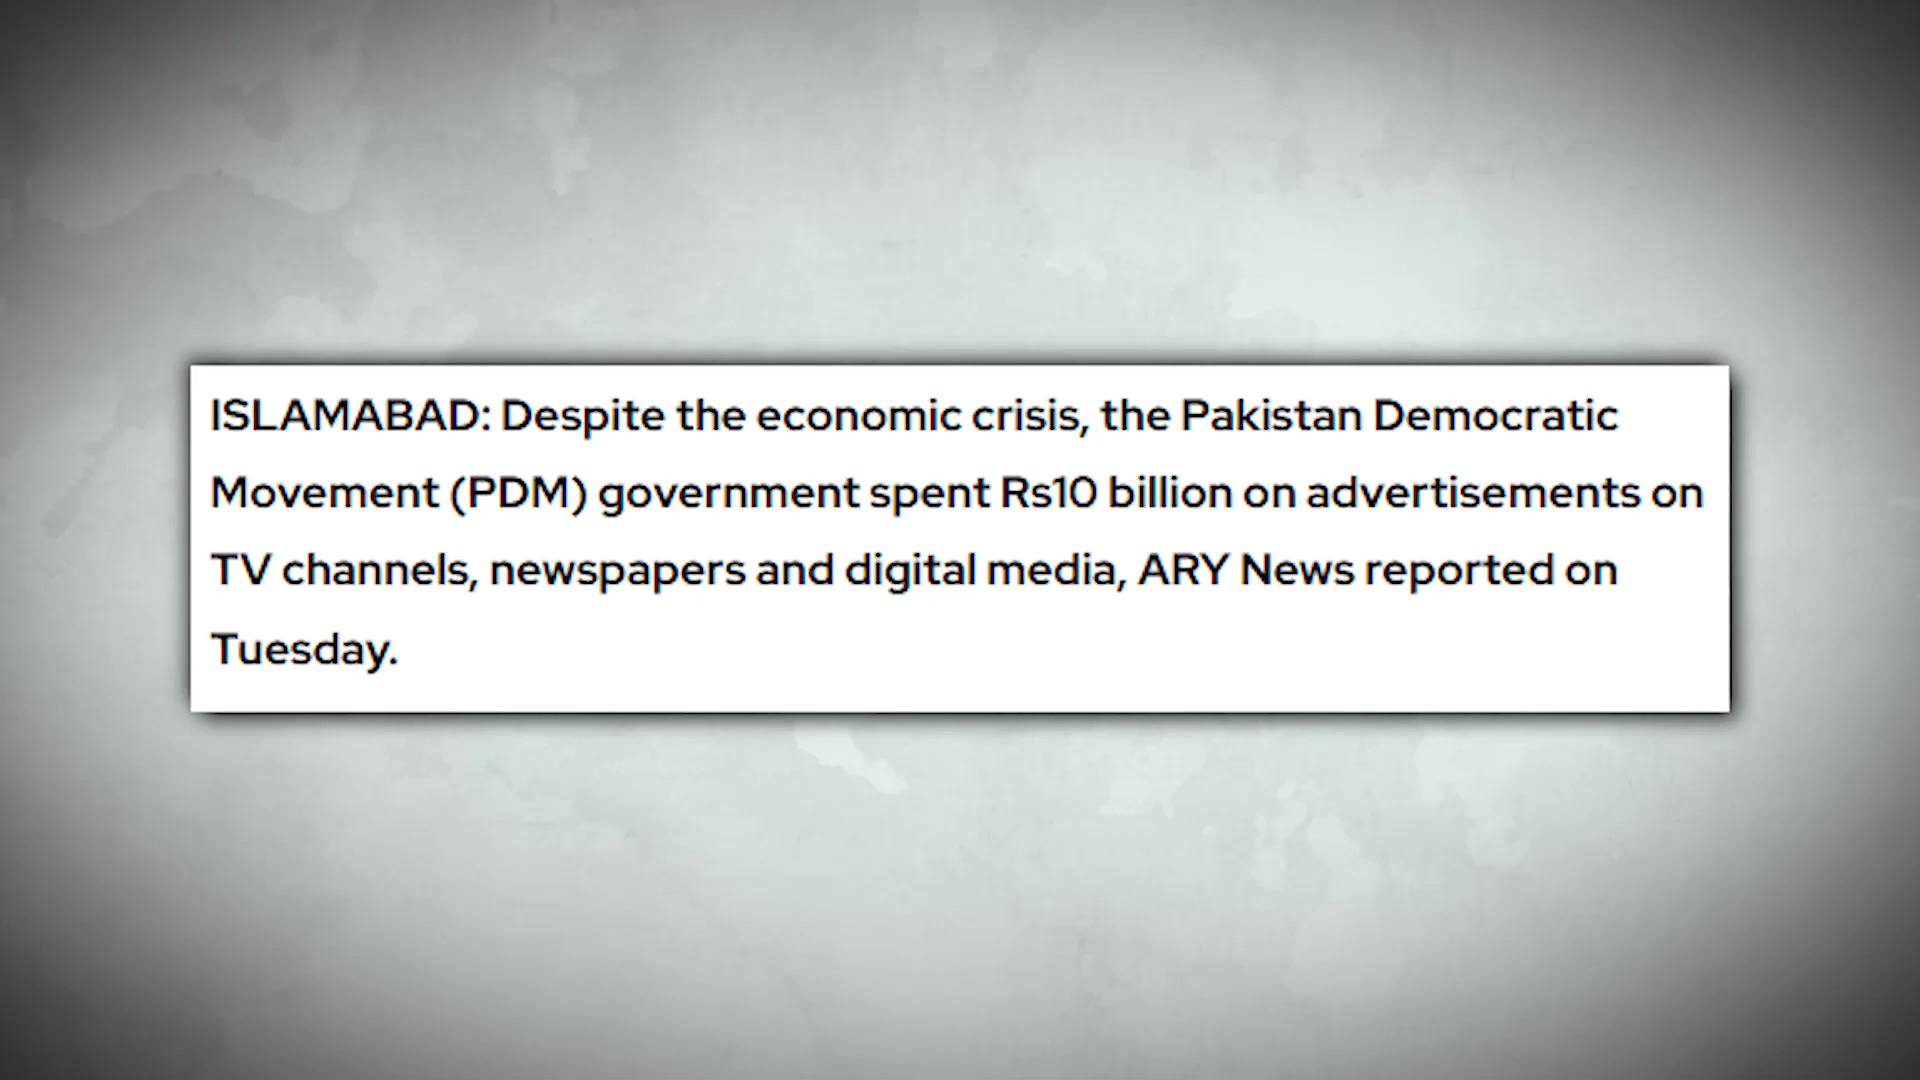 ISLAMABAD: Despite the economic crisis, the Pakistan Democratic
Movement (PDM) government spent Rs10 billion on advertisements on
TV channels, newspapers and digital media, ARY News reported on
Tuesday.